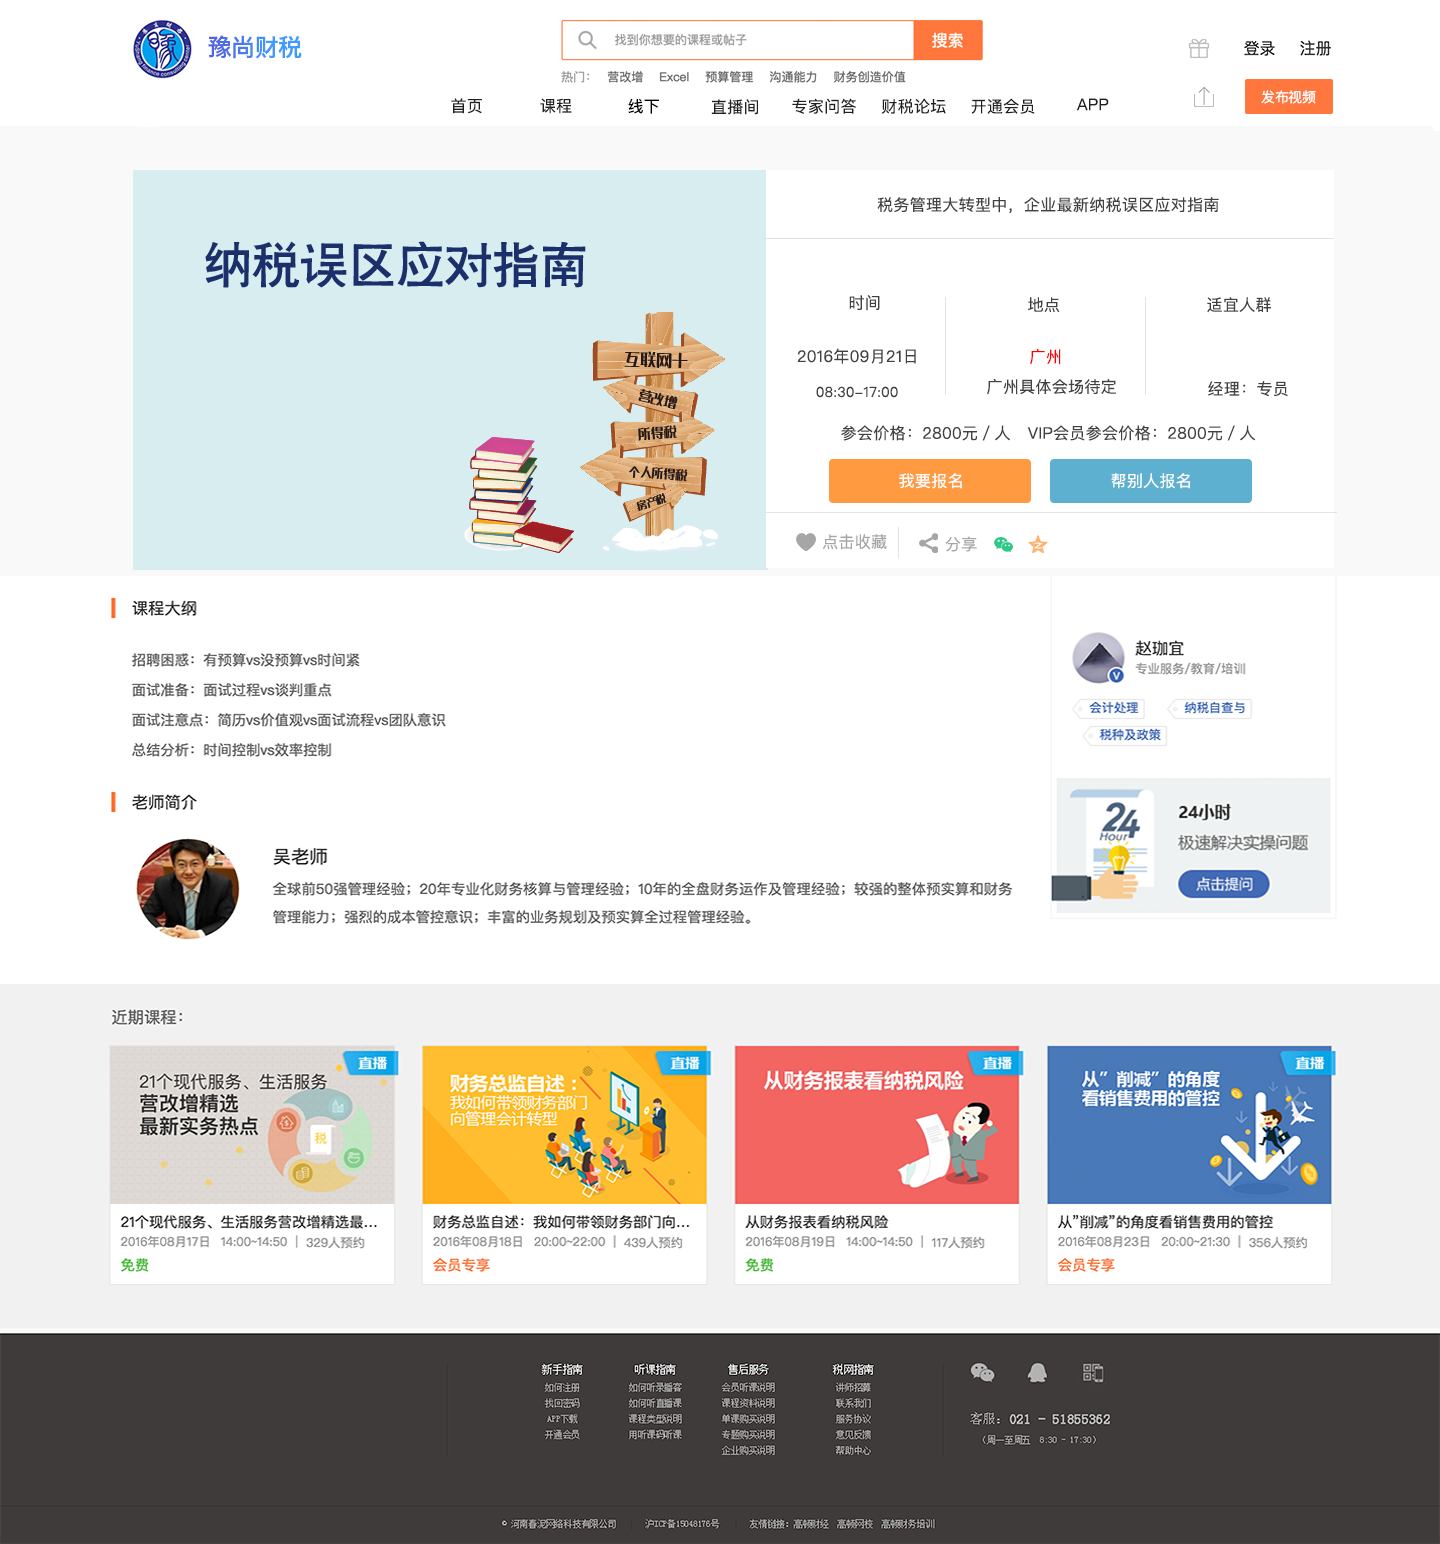 豫尚财税
找到你想要的课程或帖子
搜索
登录 注册
热门： 营改增 Excel 预算管理 沟通能力 财务创造价值
首页 课程 线下 直播间 专家问答 财税论坛 开通会员 APP
发布视频
纳税误区应对指南
互联网十
营改增
所得税
个人所得税
房产税
税务管理大转型中，企业最新纳税误区应对指南
时间 地点 适宜人群
2016年09月21日 广州
08:30-17:00 广州具体会场待定 经理：专员
参会价格：2800元 / 人 VIP会员参会价格：2800元 / 人
我要报名 帮别人报名
点击收藏 分享
课程大纲
招聘困惑：有预算vs没预算vs时间紧
面试准备：面试过程vs谈判重点
面试注意点：简历vs价值观vs面试流程vs团队意识
总结分析：时间控制vs效率控制
赵珈宜
V
专业服务/教育/培训
会计处理 纳税自查与
税种及政策
24
Hour
24小时
极速解决实操问题
点击提问
老师简介
吴老师
全球前50强管理经验；20年专业化财务核算与管理经验；10年的全盘财务运作及管理经验；较强的整体预实算和财务
管理能力；强烈的成本管控意识；丰富的业务规划及预实算全过程管理经验。
近期课程：
直播
21个现代服务、生活服务
营改增精选
最新实务热点
税
21个现代服务、生活服务营改增精选最...
2016年08月17日 14:00~14:50 | 329人预约
免费
直播
财务总监自述：
我如何带领财务部门
向管理会计转型
财务总监自述：我如何带领财务部门向...
2016年08月18日 20:00~22:00 | 439人预约
会员专享
直播
从财务报表看纳税风险
从财务报表看纳税风险
2016年08月19日 14:00~14:50 | 117人预约
免费
直播
从”削减”的角度
看销售费用的管控
从”削减”的角度看销售费用的管控
2016年08月23日 20:00~21:30 | 356人预约
会员专享
新手指南 听课指南 售后服务 税网指南
如何注册 如何听录播客 会员听课说明 讲师招募
找回密码 如何听直播课 课程资料说明 联系我们
APP下载 课程类型说明 单课购买说明 服务协议
开通会员 用听课码听课 专题购买说明 意见反馈
企业购买说明 帮助中心
客服：021 - 51855362
（周一至周五 8:30 - 17:30）
© 河南春泥网络科技有限公司 沪ICP备15048176号 友情链接：高顿财经 高顿网校 高顿财务培训